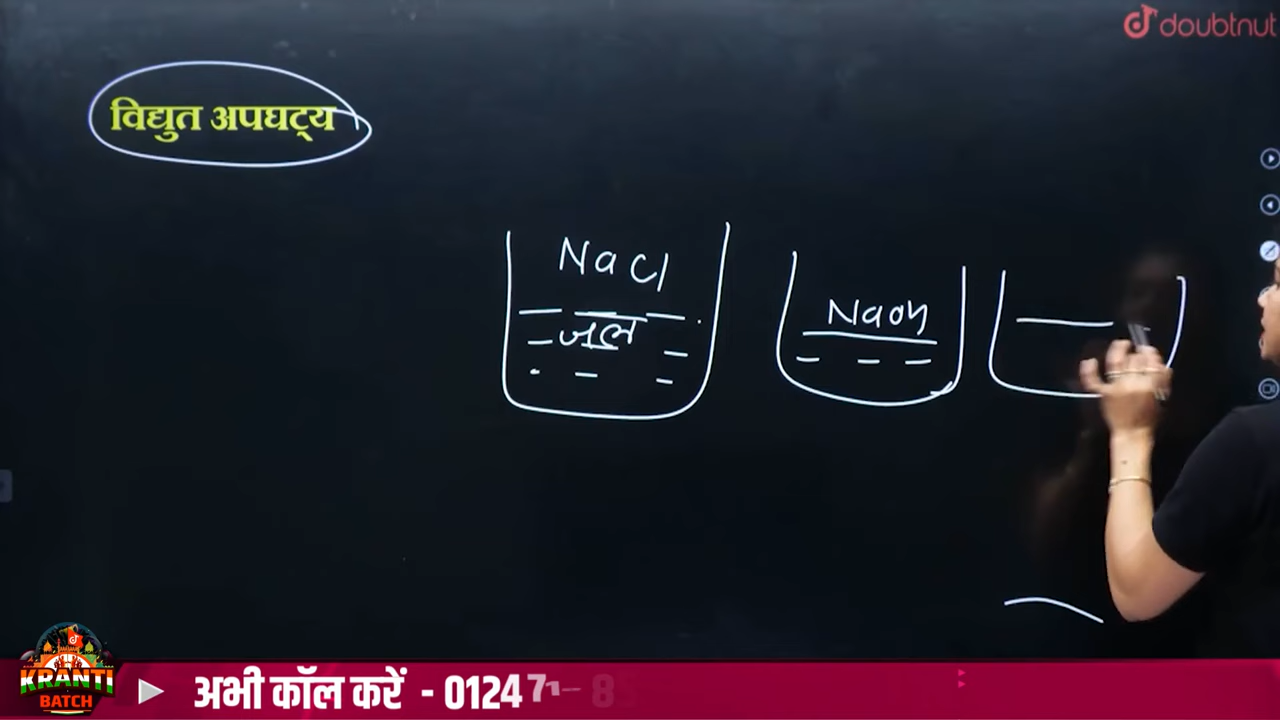 doubtnut
विद्युत अपघट्य
NaCl
जल
NaOH
KRANTI
BATCH
अभी कॉल करें - 0124